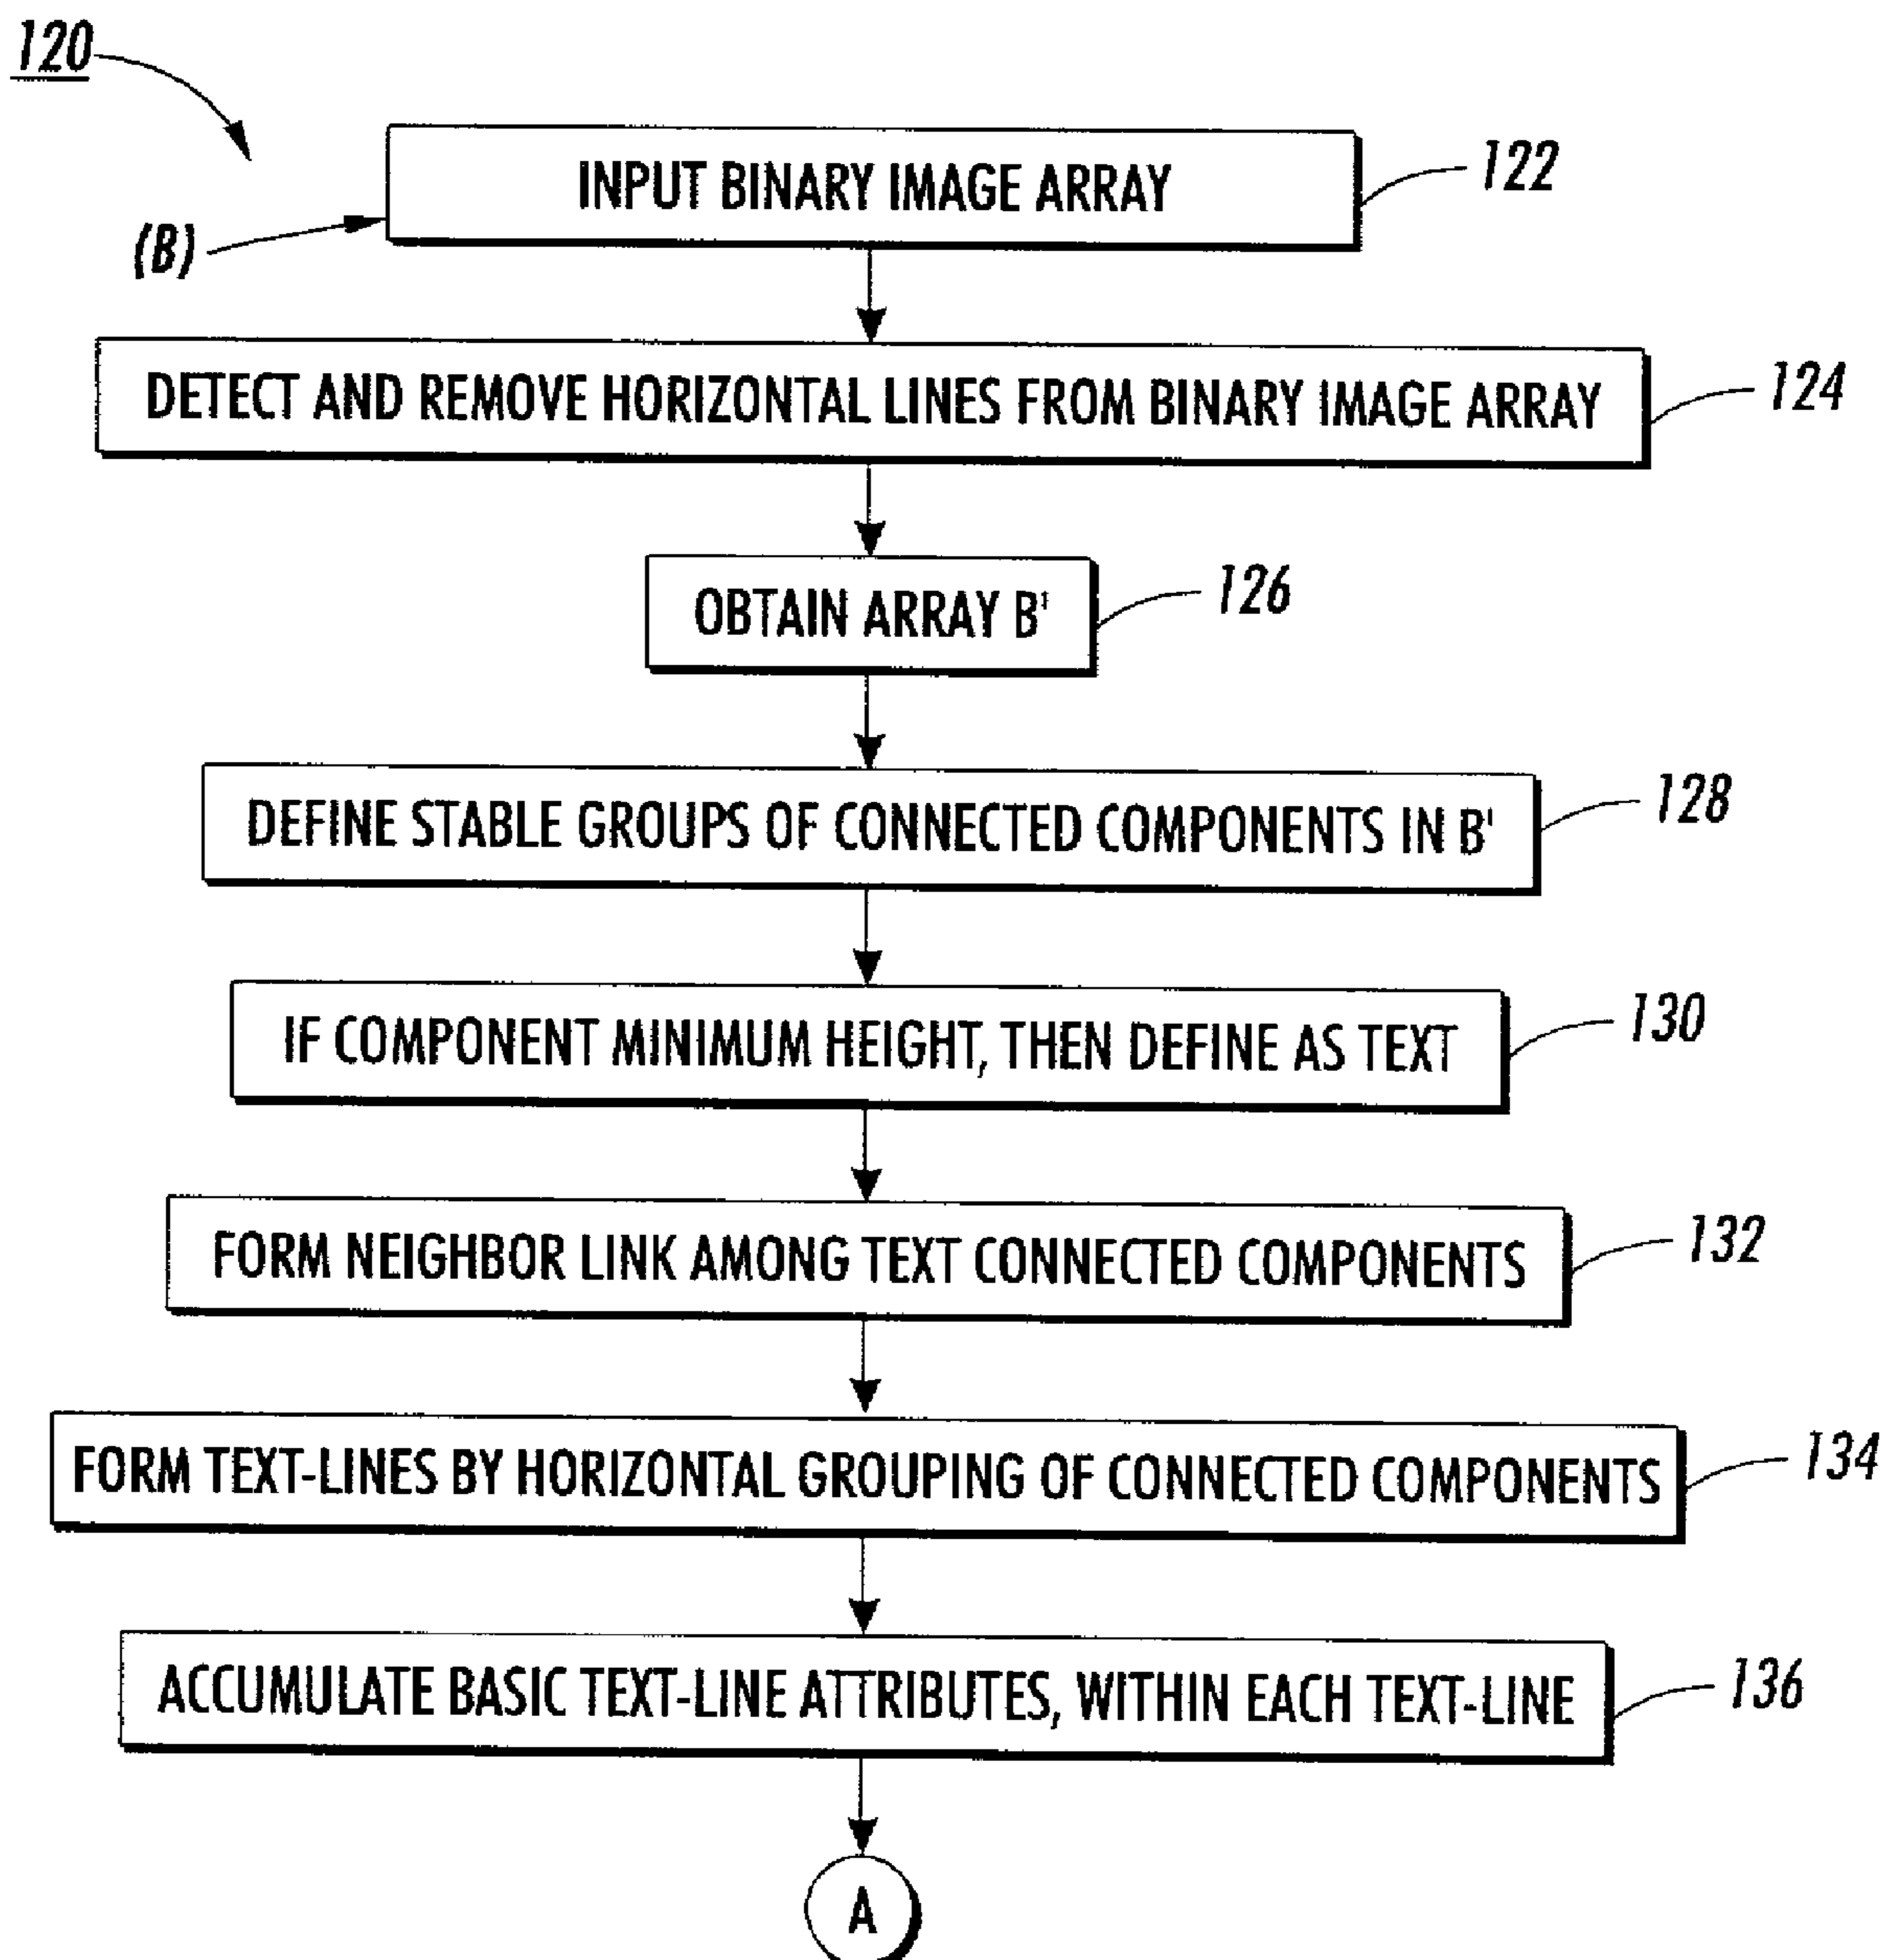 120
INPUT BINARY IMAGE ARRAY
122
(B)
DETECT AND REMOVE HORIZONTAL LINES FROM BINARY IMAGE ARRAY
124
OBTAIN ARRAY B'
126
DEFINE STABLE GROUPS OF CONNECTED COMPONENTS IN B'
128
IF COMPONENT MINIMUM HEIGHT, THEN DEFINE AS TEXT
130
FORM NEIGHBOR LINK AMONG TEXT CONNECTED COMPONENTS
132
FORM TEXT-LINES BY HORIZONTAL GROUPING OF CONNECTED COMPONENTS
134
ACCUMULATE BASIC TEXT-LINE ATTRIBUTES, WITHIN EACH TEXT-LINE
136
A